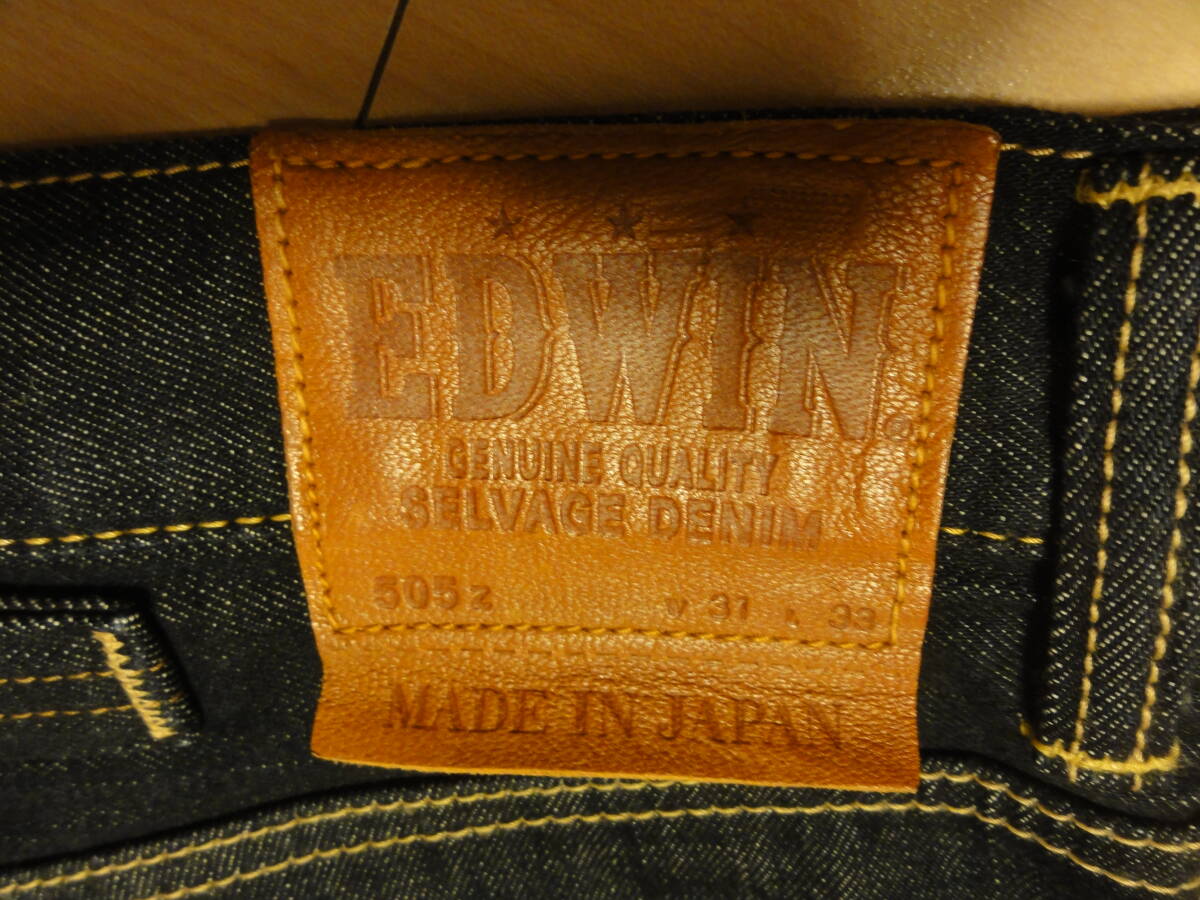 EDWIN.
GENUINE QUALITY
SELVAGE DENIM
505z W 31 L 33
MADE IN JAPAN